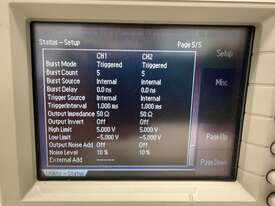 Status - Setup Page 5/5
CH1 CH2
Burst Mode Triggered Triggered
Burst Count 5 5
Burst Source Internal Internal
Burst Delay 0.0 ns 0.0 ns
Trigger Source Internal Internal
TriggerInterval 1.000 ms 1.000 ms
Output Impedance 50 Ω 50 Ω
Output Invert Off Off
High Limit 5.000 V 5.000 V
Low Limit -5.000 V -5.000 V
Output Noise Add Off Off
Noise Level 10 % 10 %
External Add
Setup
Misc
Page Up
Page Down